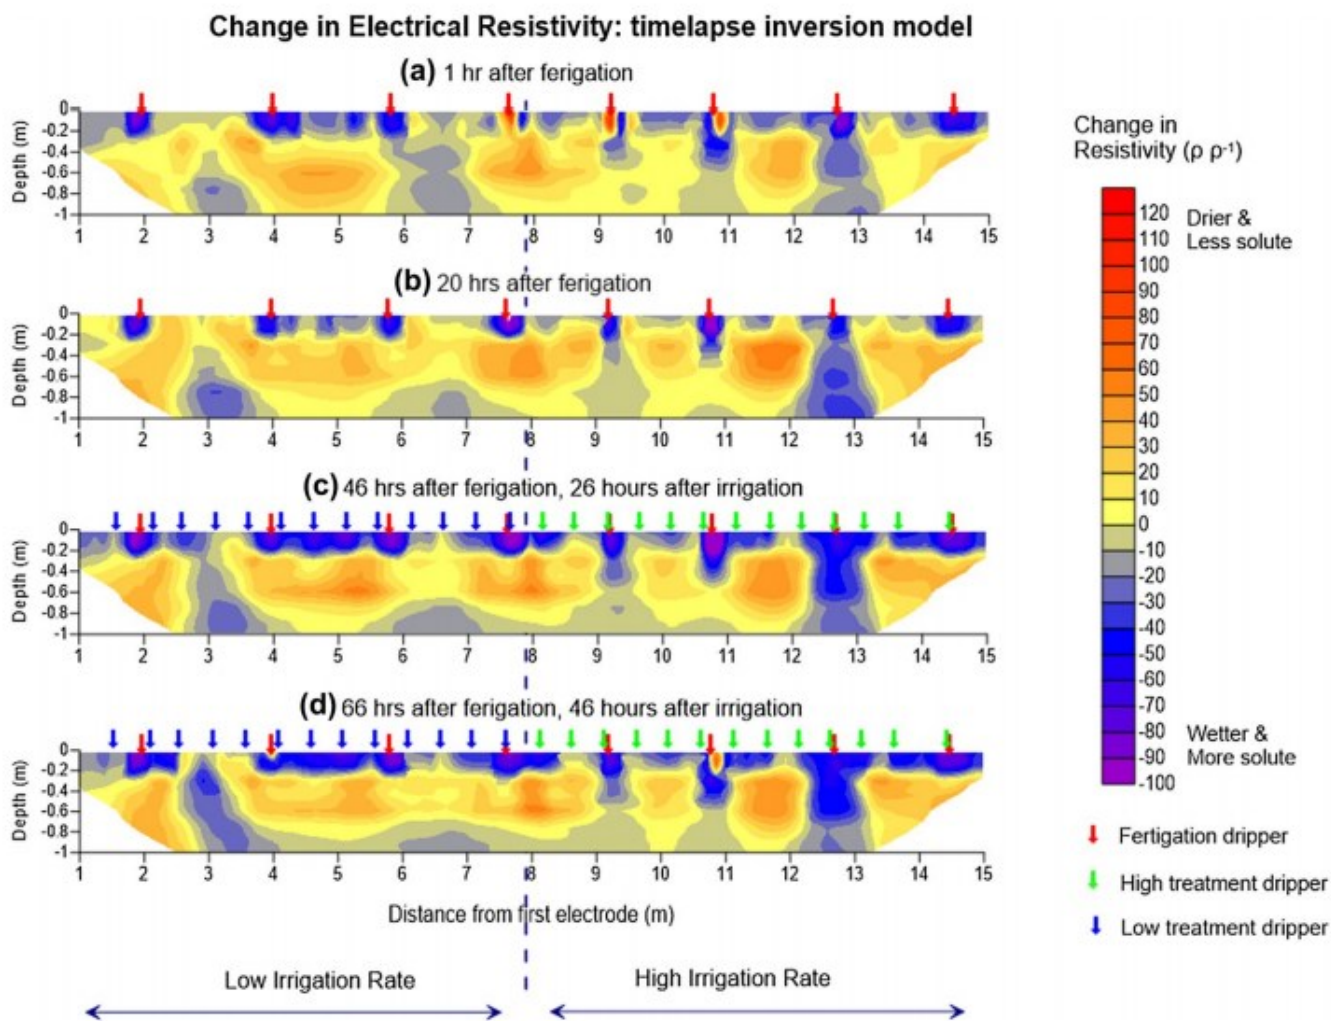 Change in Electrical Resistivity: timelapse inversion model
(a) 1 hr after ferigation
Depth (m)
0
-0.2
-0.4
-0.6
-0.8
-1
1 2 3 4 5 6 7 8 9 10 11 12 13 14 15
(b) 20 hrs after ferigation
Depth (m)
0
-0.2
-0.4
-0.6
-0.8
-1
1 2 3 4 5 6 7 8 9 10 11 12 13 14 15
(c) 46 hrs after ferigation, 26 hours after irrigation
Depth (m)
0
-0.2
-0.4
-0.6
-0.8
-1
1 2 3 4 5 6 7 8 9 10 11 12 13 14 15
(d) 66 hrs after ferigation, 46 hours after irrigation
Depth (m)
0
-0.2
-0.4
-0.6
-0.8
-1
1 2 3 4 5 6 7 8 9 10 11 12 13 14 15
Distance from first electrode (m)
Low Irrigation Rate
High Irrigation Rate
Change in
Resistivity (ρ ρ⁻¹)
120
110
100
90
80
70
60
50
40
30
20
10
0
-10
-20
-30
-40
-50
-60
-70
-80
-90
-100
Drier &
Less solute
Wetter &
More solute
Fertigation dripper
High treatment dripper
Low treatment dripper